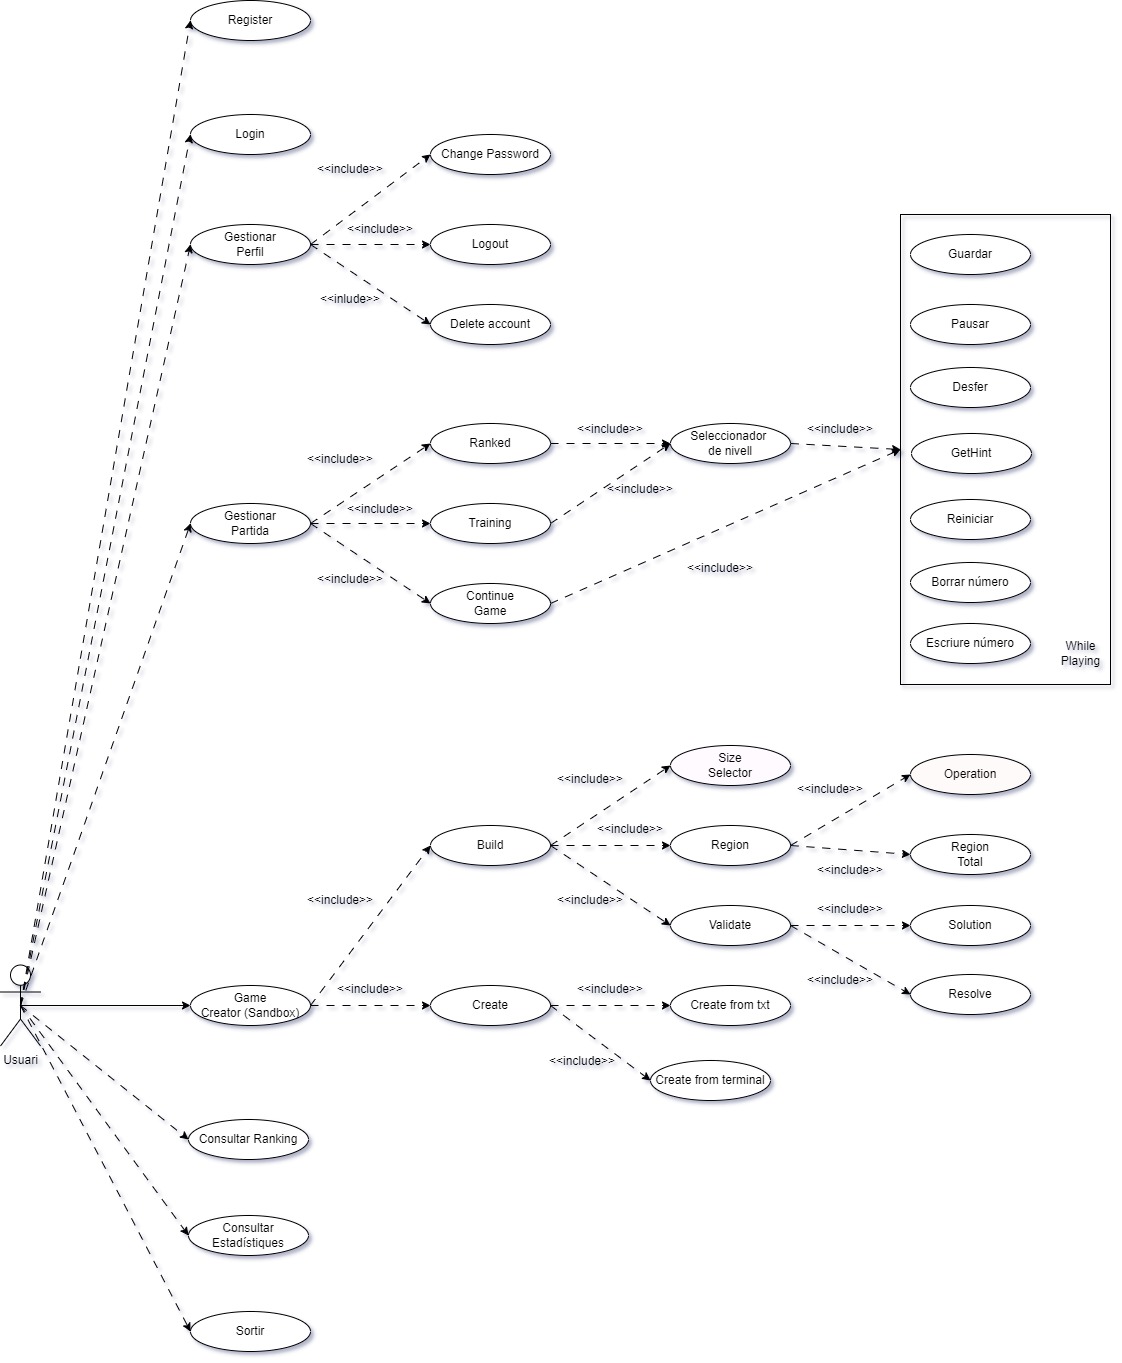 Register
Login
<<include>>
Change Password
Gestionar
Perfil
<<include>>
Logout
<<inlude>>
Delete account
Guardar
Pausar
Desfer
GetHint
Reiniciar
Borrar número
Escriure número
While
Playing
Gestionar
Partida
<<include>>
Ranked
<<include>>
Seleccionador
de nivell
<<include>>
<<include>>
Training
<<include>>
<<include>>
Continue
Game
<<include>>
Usuari
Game
Creator (Sandbox)
<<include>>
Build
<<include>>
Size
Selector
<<include>>
Region
<<include>>
Operation
<<include>>
Region
Total
<<include>>
Validate
<<include>>
Solution
<<include>>
Resolve
<<include>>
Create
<<include>>
Create from txt
<<include>>
Create from terminal
Consultar Ranking
Consultar
Estadístiques
Sortir